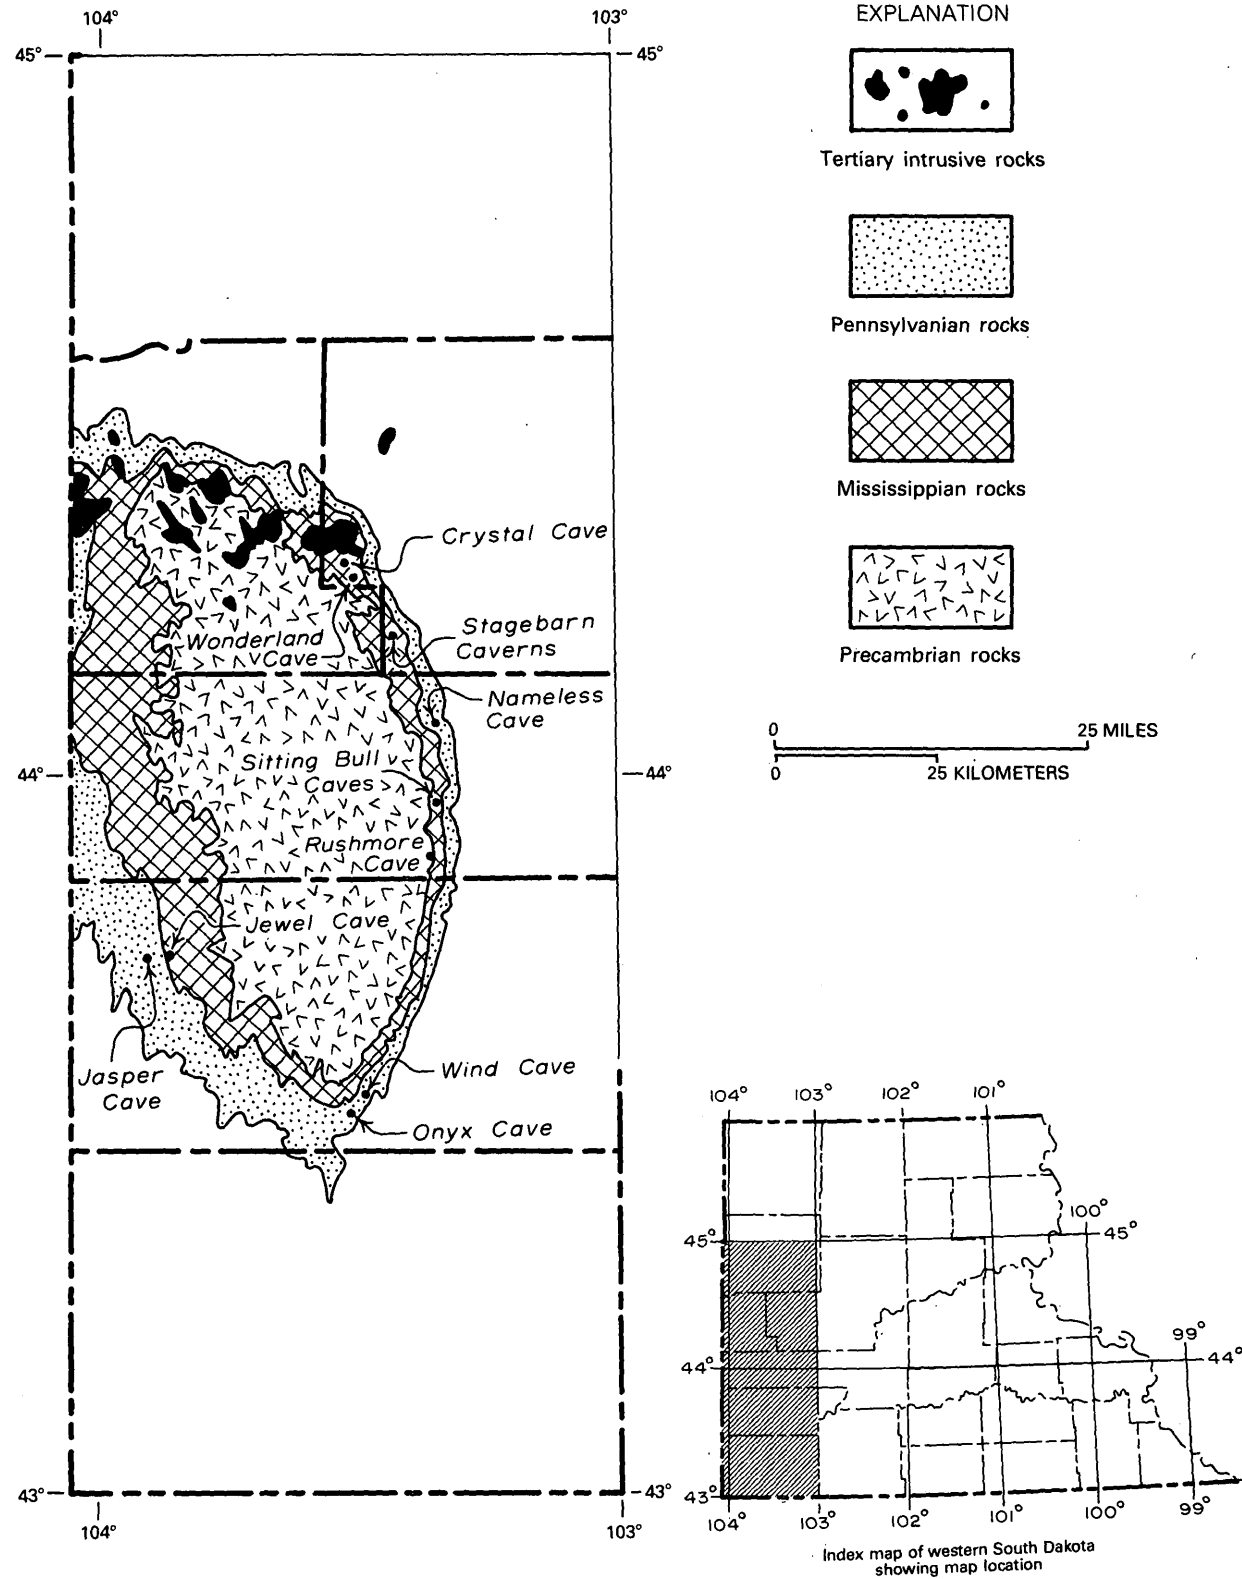 104°
103°
45°
45°
EXPLANATION
Tertiary intrusive rocks
Pennsylvanian rocks
Mississippian rocks
Precambrian rocks
0
25 MILES
0
25 KILOMETERS
Crystal Cave
Wonderland
Cave
Stagebarn
Caverns
Nameless
Cave
Sitting Bull
Caves
44°
44°
Rushmore
Cave
Jewel Cave
Jasper
Cave
Wind Cave
Onyx Cave
43°
43°
104°
103°
104°
103°
102°
101°
100°
45°
45°
99°
44°
44°
43°
104°
103°
102°
101°
100°
99°
Index map of western South Dakota
showing map location